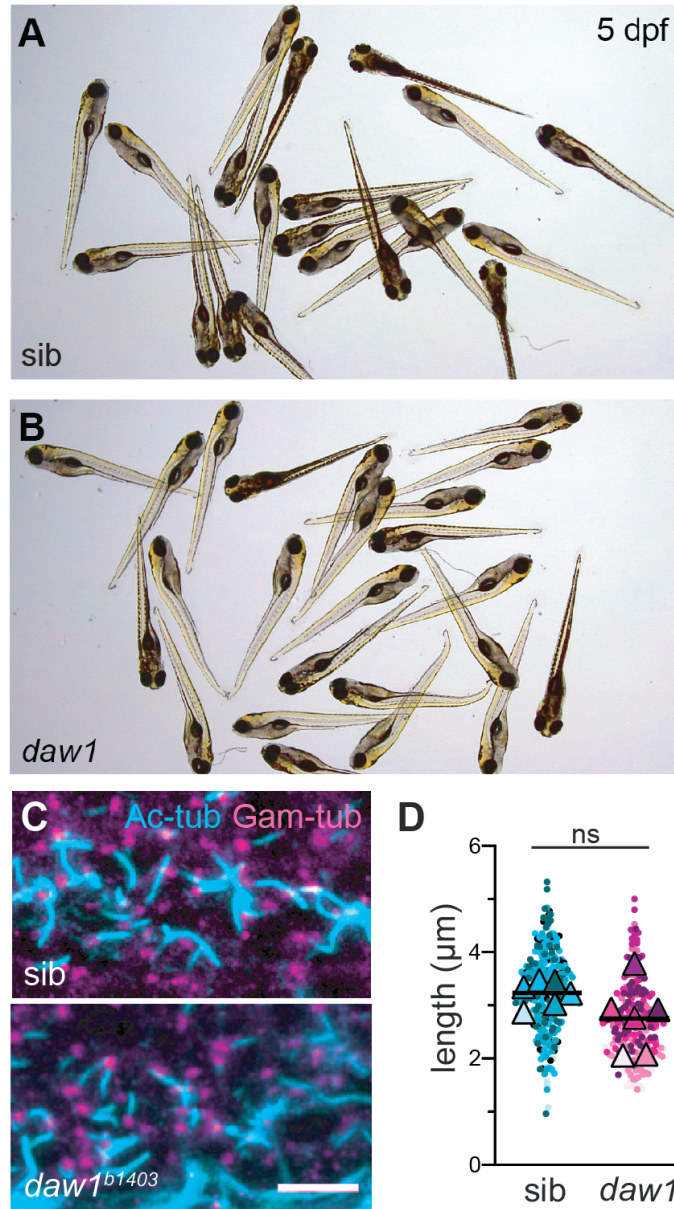 A
5 dpf
sib
B
daw1
C
Ac-tub Gam-tub
sib
daw1b1403
D
ns
6
4
2
0
length (µm)
sib
daw1